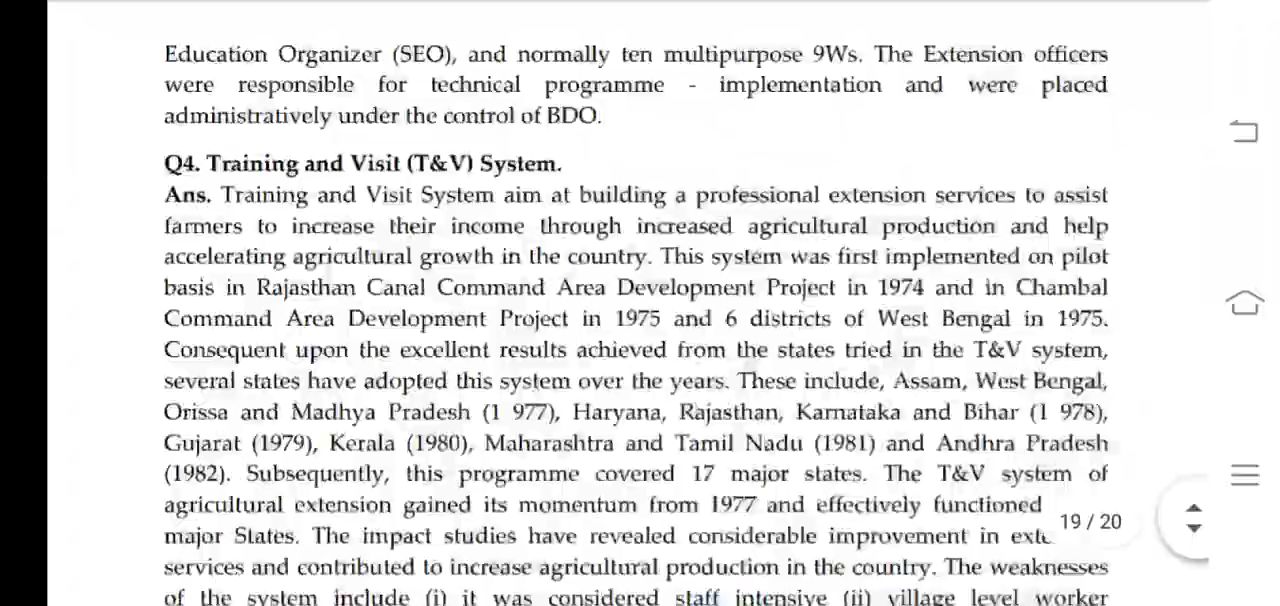 Education Organizer (SEO), and normally ten multipurpose 9Ws. The Extension officers
were responsible for technical programme - implementation and were placed
administratively under the control of BDO.
Q4. Training and Visit (T&V) System.
Ans. Training and Visit System aim at building a professional extension services to assist
farmers to increase their income through increased agricultural production and help
accelerating agricultural growth in the country. This system was first implemented on pilot
basis in Rajasthan Canal Command Area Development Project in 1974 and in Chambal
Command Area Development Project in 1975 and 6 districts of West Bengal in 1975.
Consequent upon the excellent results achieved from the states tried in the T&V system,
several states have adopted this system over the years. These include, Assam, West Bengal,
Orissa and Madhya Pradesh (1 977), Haryana, Rajasthan, Karnataka and Bihar (1 978),
Gujarat (1979), Kerala (1980), Maharashtra and Tamil Nadu (1981) and Andhra Pradesh
(1982). Subsequently, this programme covered 17 major states. The T&V system of
agricultural extension gained its momentum from 1977 and effectively functioned
19 / 20
major States. The impact studies have revealed considerable improvement in
services and contributed to increase agricultural production in the country. The weaknesses
of the system include (i) it was considered staff intensive (ii) village level worker